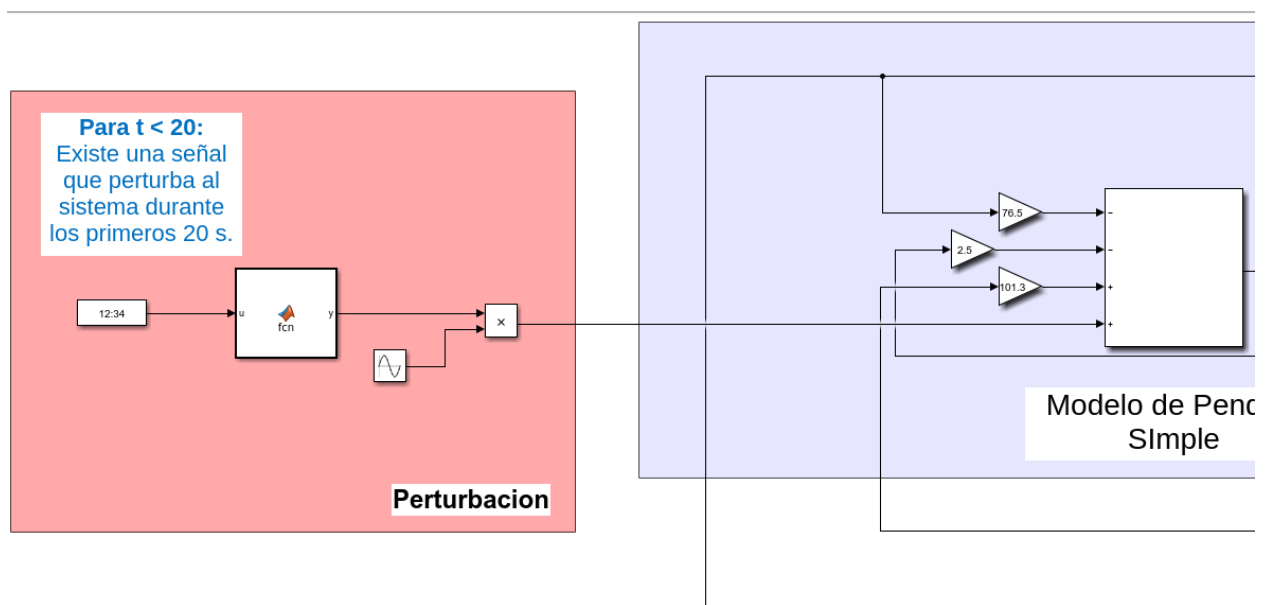 Para t < 20:
Existe una señal
que perturba al
sistema durante
los primeros 20 s.
12:34
u
fcn
y
×
Perturbacion
76.5
2.5
101.3
−
−
+
+
Modelo de Pend
SImple